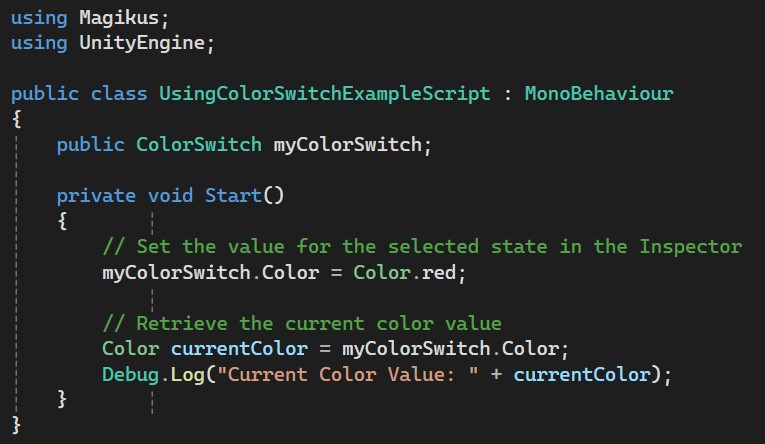 using Magikus;
using UnityEngine;

public class UsingColorSwitchExampleScript : MonoBehaviour
{
    public ColorSwitch myColorSwitch;

    private void Start()
    {
        // Set the value for the selected state in the Inspector
        myColorSwitch.Color = Color.red;

        // Retrieve the current color value
        Color currentColor = myColorSwitch.Color;
        Debug.Log("Current Color Value: " + currentColor);
    }
}